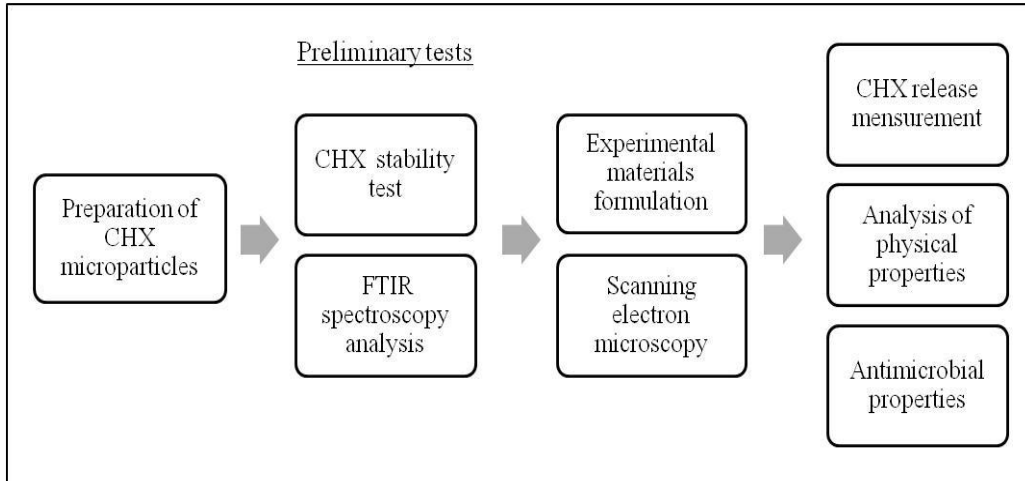 Preliminary tests
Preparation of
CHX
microparticles
CHX stability
test
FTIR
spectroscopy
analysis
Experimental
materials
formulation
Scanning
electron
microscopy
CHX release
mensurement
Analysis of
physical
properties
Antimicrobial
properties